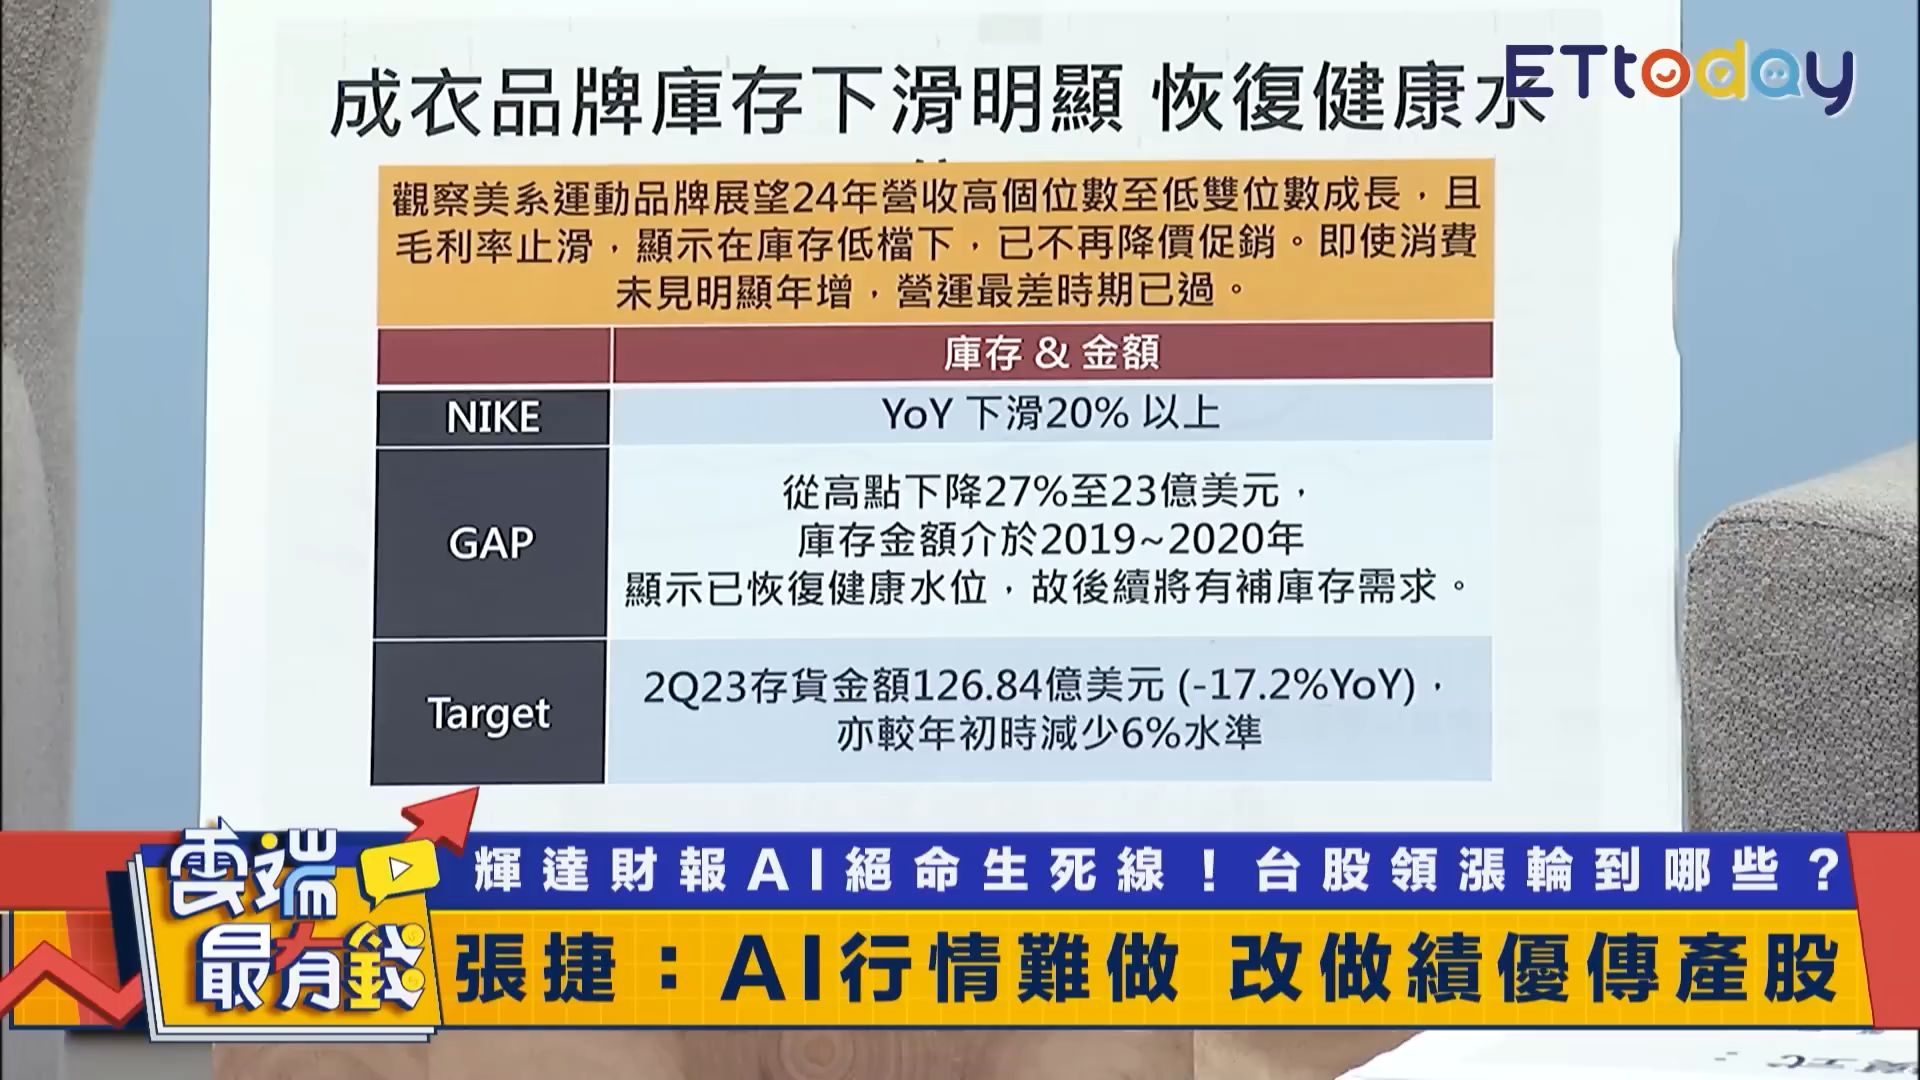 ETtoday
成衣品牌庫存下滑明顯 恢復健康水
觀察美系運動品牌展望24年營收高個位數至低雙位數成長，且
毛利率止滑，顯示在庫存低檔下，已不再降價促銷。即使消費
未見明顯年增，營運最差時期已過。
庫存 & 金額
NIKE
YoY 下滑20% 以上
GAP
從高點下降27%至23億美元，
庫存金額介於2019~2020年
顯示已恢復健康水位，故後續將有補庫存需求。
Target
2Q23存貨金額126.84億美元 (-17.2%YoY)，
亦較年初時減少6%水準
雲端
最有錢
輝達財報AI絕命生死線！台股領漲輪到哪些？
張捷：AI行情難做 改做績優傳產股